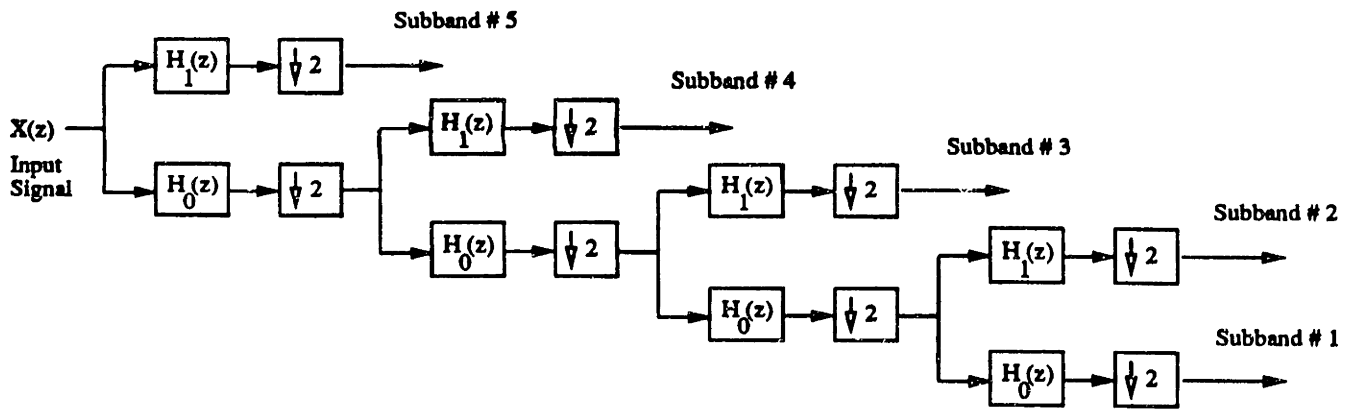 Subband # 5
H1(z)
↓ 2
Subband # 4
X(z)
Input
Signal
H1(z)
↓ 2
Subband # 3
H0(z)
↓ 2
H1(z)
↓ 2
Subband # 2
H0(z)
↓ 2
H1(z)
↓ 2
H0(z)
↓ 2
Subband # 1
H0(z)
↓ 2